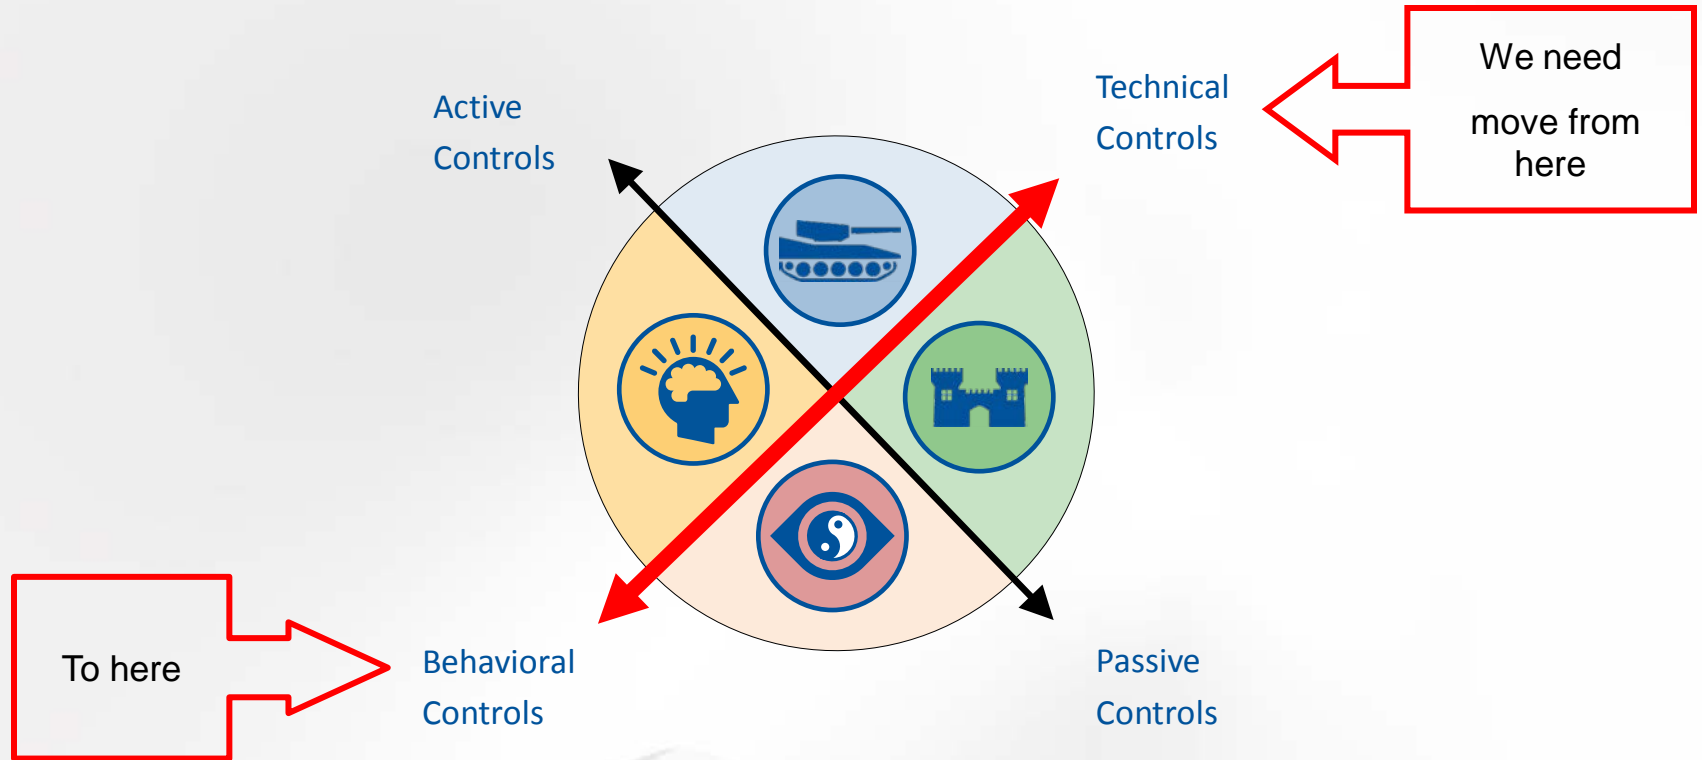 Active
Controls
Technical
Controls
We need
move from
here
To here
Behavioral
Controls
Passive
Controls